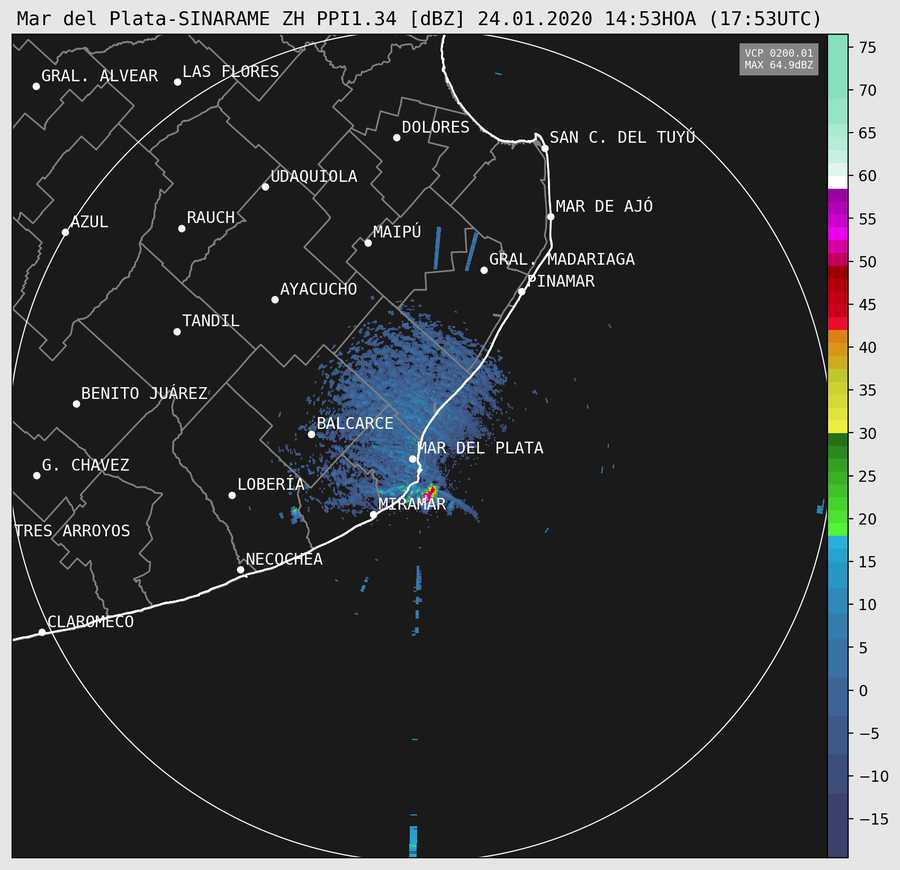 Mar del Plata-SINARAME ZH PPI1.34 [dBZ] 24.01.2020 14:53HOA (17:53UTC)
VCP 0200.01
MAX 64.9dBZ
GRAL. ALVEAR
LAS FLORES
DOLORES
SAN C. DEL TUYÚ
UDAQUIOLA
MAR DE AJÓ
RAUCH
AZUL
MAIPÚ
GRAL. MADARIAGA
PINAMAR
AYACUCHO
TANDIL
BENITO JUÁREZ
BALCARCE
MAR DEL PLATA
G. CHAVEZ
LOBERÍA
MIRAMAR
TRES ARROYOS
NECOCHEA
CLAROMECO
75
70
65
60
55
50
45
40
35
30
25
20
15
10
5
0
−5
−10
−15